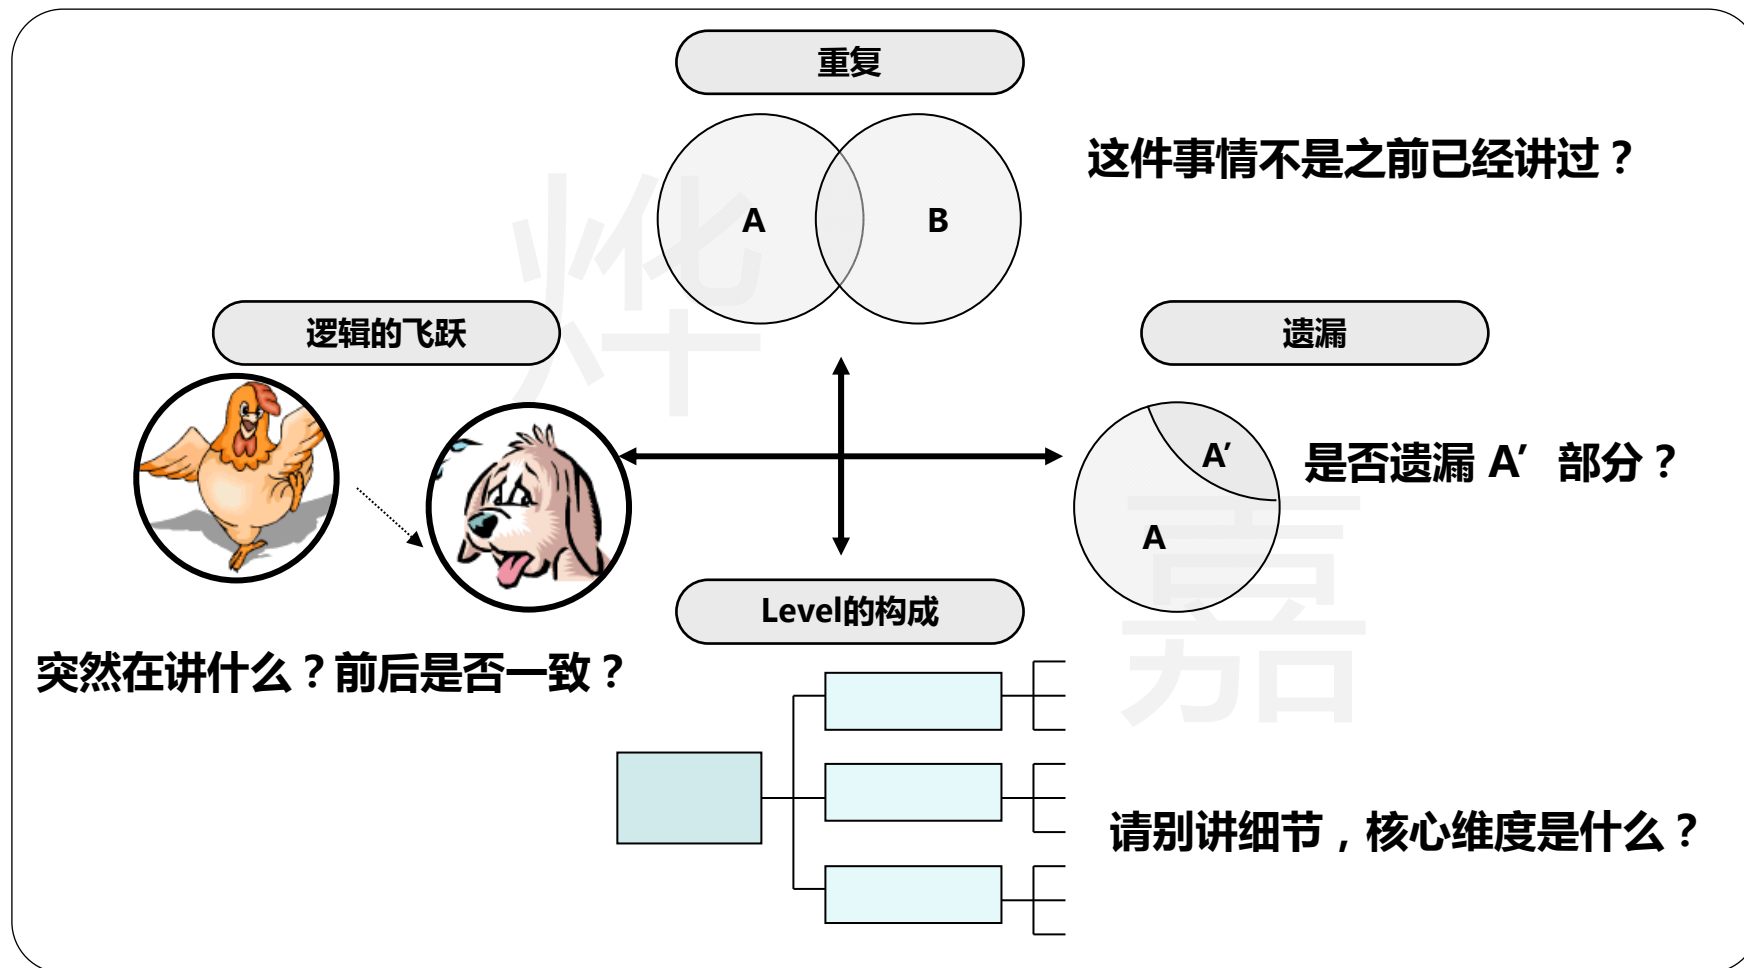 重复
这件事情不是之前已经讲过？
A
B
烨
逻辑的飞跃
遗漏
A′
是否遗漏 A′ 部分？
A
嘉
Level的构成
突然在讲什么？前后是否一致？
请别讲细节，核心维度是什么？